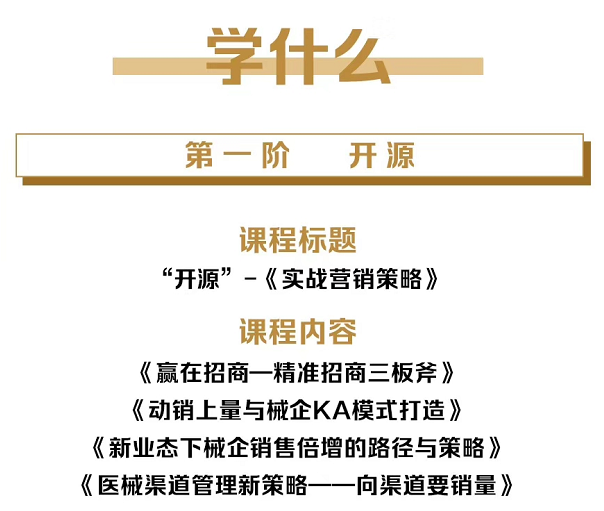 学什么
第一阶 开源
课程标题
“开源”-《实战营销策略》
课程内容
《赢在招商—精准招商三板斧》
《动销上量与械企KA模式打造》
《新业态下械企销售倍增的路径与策略》
《医械渠道管理新策略——向渠道要销量》